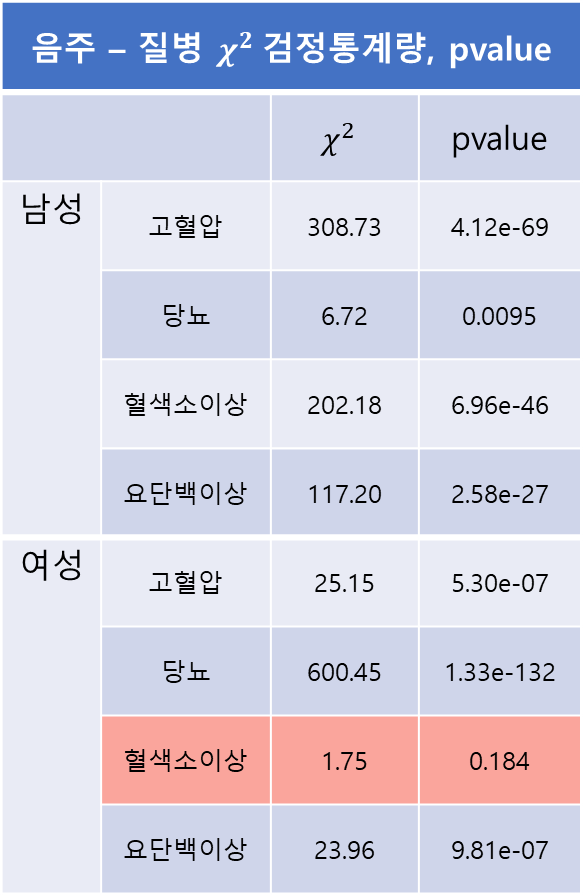 음주 – 질병 χ² 검정통계량, pvalue
χ² pvalue
남성 고혈압 308.73 4.12e-69
당뇨 6.72 0.0095
혈색소이상 202.18 6.96e-46
요단백이상 117.20 2.58e-27
여성 고혈압 25.15 5.30e-07
당뇨 600.45 1.33e-132
혈색소이상 1.75 0.184
요단백이상 23.96 9.81e-07